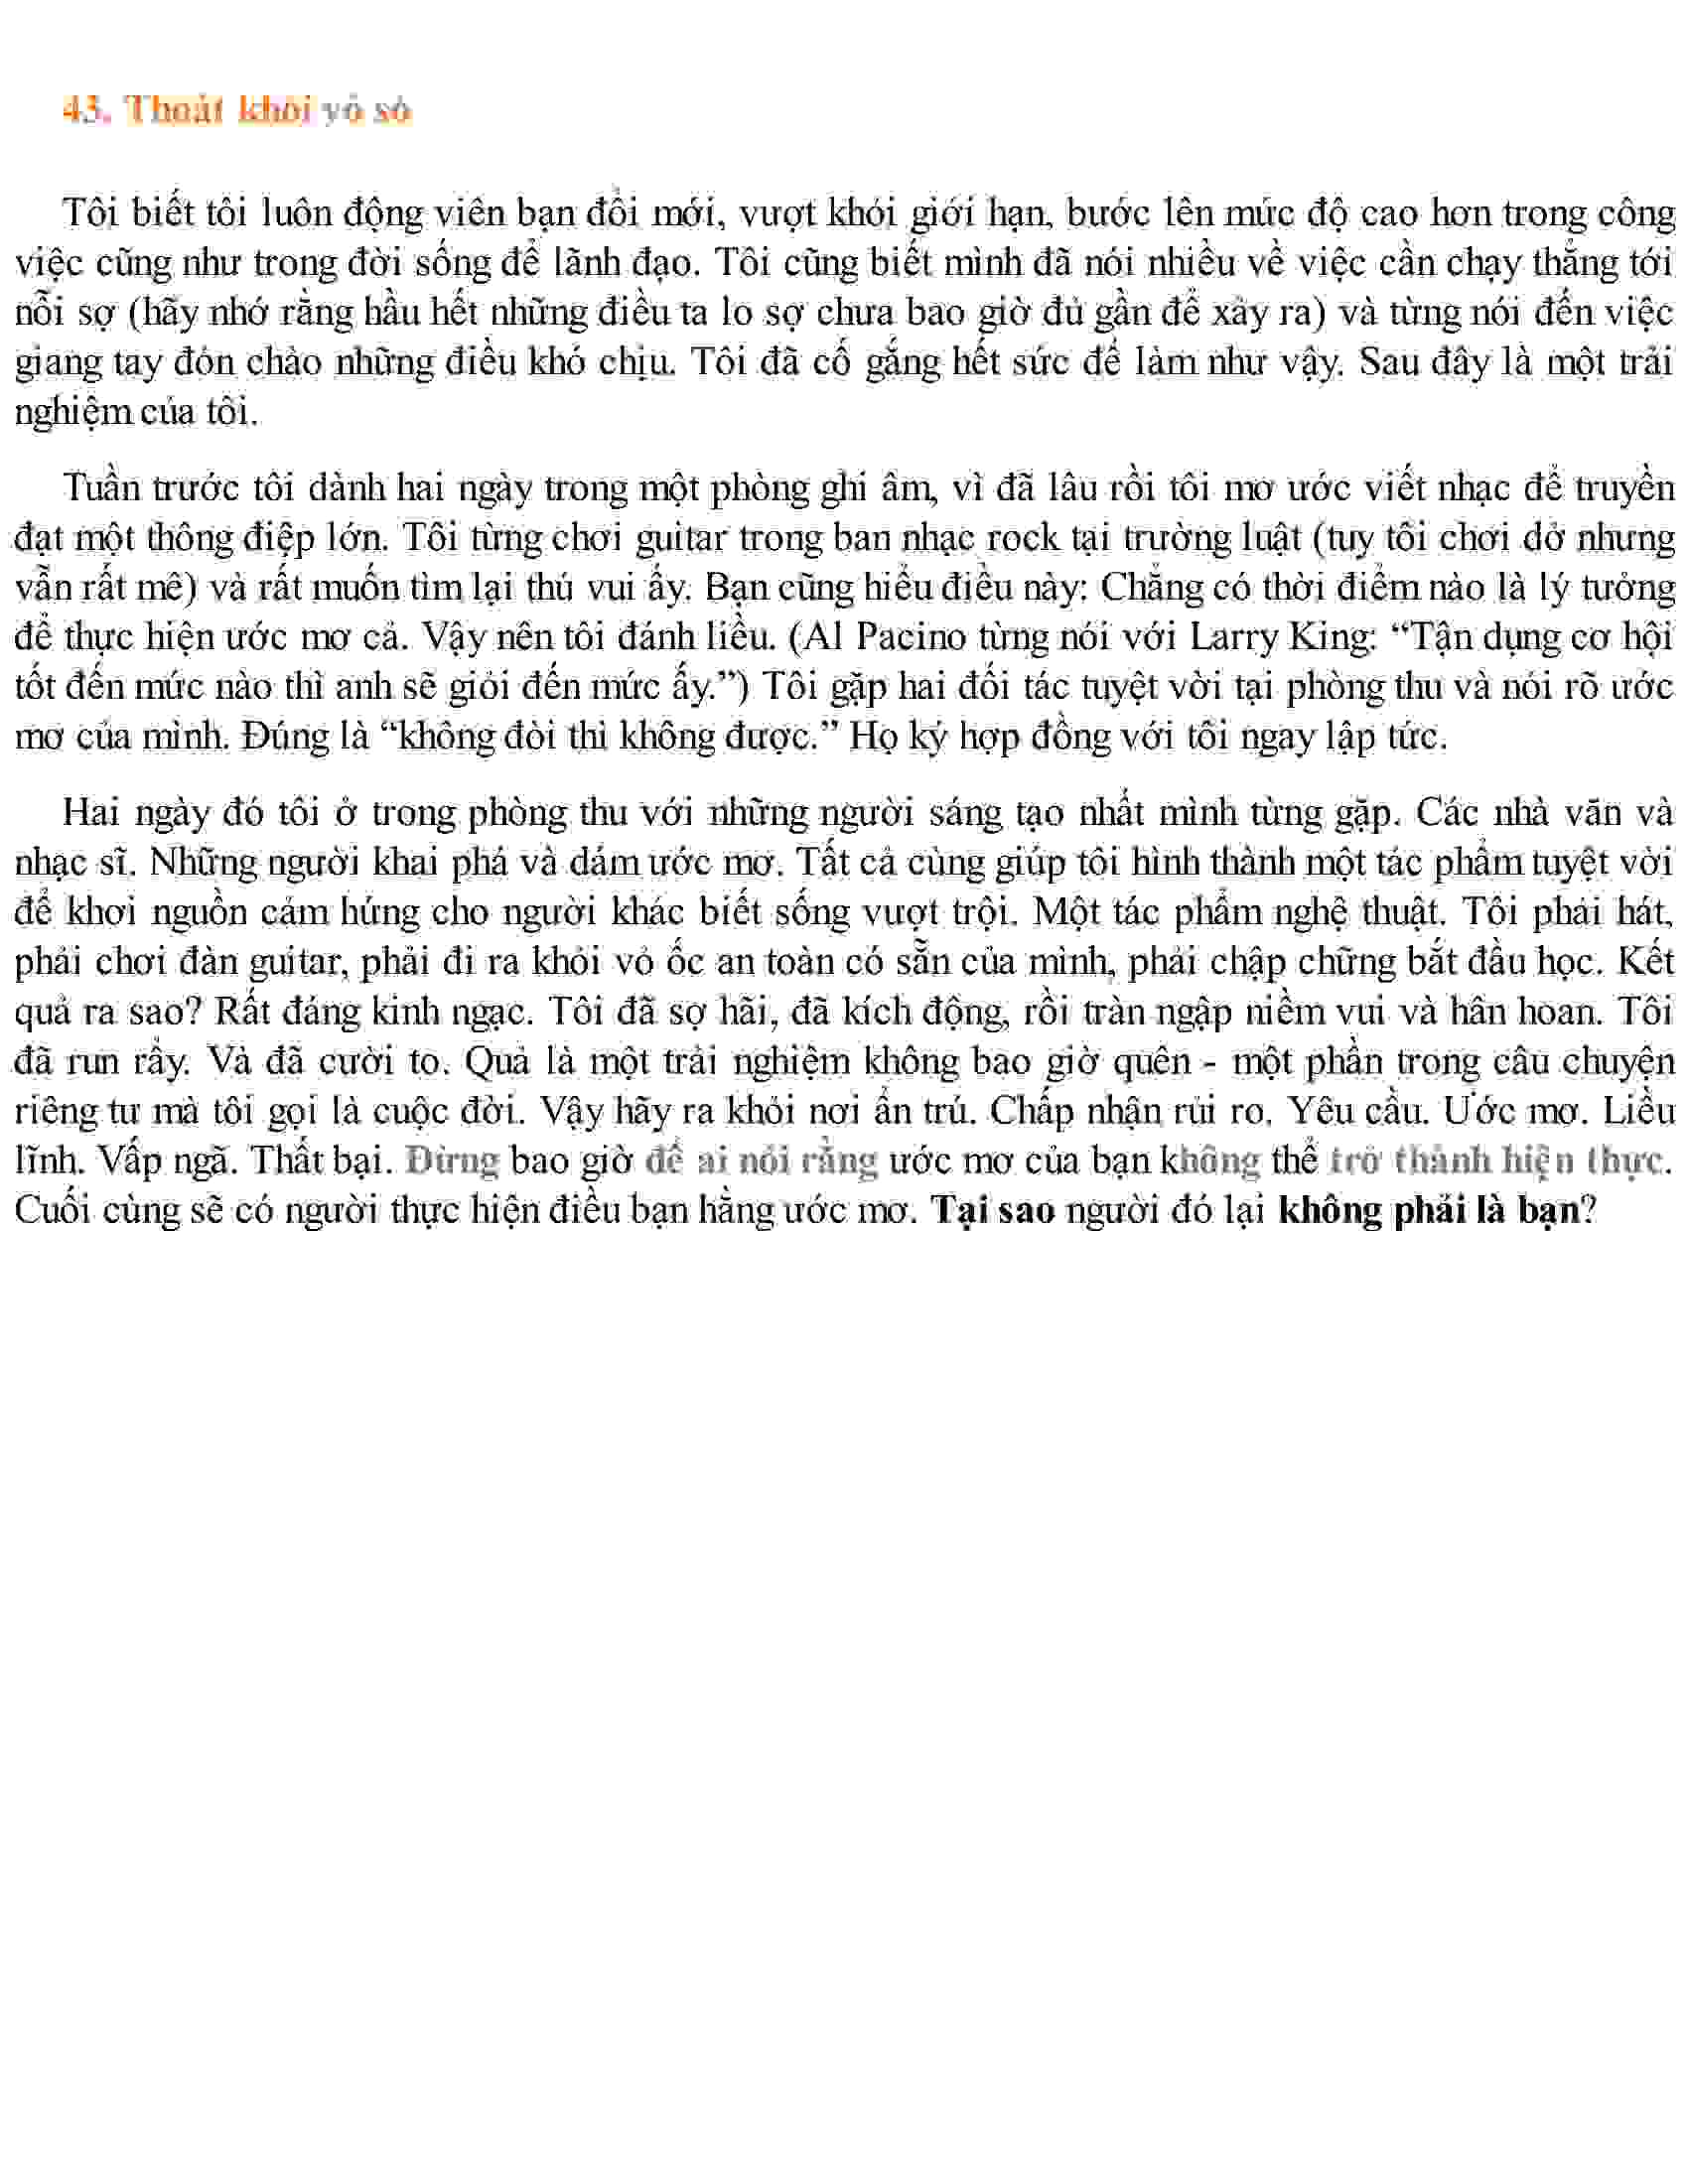 43. Thoát khỏi vỏ sò
Tôi biết tôi luôn động viên bạn đổi mới, vượt khỏi giới hạn, bước lên mức độ cao hơn trong công
việc cũng như trong đời sống để lãnh đạo. Tôi cũng biết mình đã nói nhiều về việc cần chạy thẳng tới
nỗi sợ (hãy nhớ rằng hầu hết những điều ta lo sợ chưa bao giờ đủ gần để xảy ra) và từng nói đến việc
giang tay đón chào những điều khó chịu. Tôi đã cố gắng hết sức để làm như vậy. Sau đây là một trải
nghiệm của tôi.
Tuần trước tôi dành hai ngày trong một phòng ghi âm, vì đã lâu rồi tôi mơ ước viết nhạc để truyền
đạt một thông điệp lớn. Tôi từng chơi guitar trong ban nhạc rock tại trường luật (tuy tôi chơi dở nhưng
vẫn rất mê) và rất muốn tìm lại thú vui ấy. Bạn cũng hiểu điều này: Chẳng có thời điểm nào là lý tưởng
để thực hiện ước mơ cả. Vậy nên tôi đánh liều. (Al Pacino từng nói với Larry King: “Tận dụng cơ hội
tốt đến mức nào thì anh sẽ giỏi đến mức ấy.”) Tôi gặp hai đối tác tuyệt vời tại phòng thu và nói rõ ước
mơ của mình. Đúng là “không đòi thì không được.” Họ ký hợp đồng với tôi ngay lập tức.
Hai ngày đó tôi ở trong phòng thu với những người sáng tạo nhất mình từng gặp. Các nhà văn và
nhạc sĩ. Những người khai phá và dám ước mơ. Tất cả cùng giúp tôi hình thành một tác phẩm tuyệt vời
để khơi nguồn cảm hứng cho người khác biết sống vượt trội. Một tác phẩm nghệ thuật. Tôi phải hát,
phải chơi đàn guitar, phải đi ra khỏi vỏ ốc an toàn có sẵn của mình, phải chập chững bắt đầu học. Kết
quả ra sao? Rất đáng kinh ngạc. Tôi đã sợ hãi, đã kích động, rồi tràn ngập niềm vui và hân hoan. Tôi
đã run rẩy. Và đã cười to. Quả là một trải nghiệm không bao giờ quên - một phần trong câu chuyện
riêng tư mà tôi gọi là cuộc đời. Vậy hãy ra khỏi nơi ẩn trú. Chấp nhận rủi ro. Yêu cầu. Ước mơ. Liều
lĩnh. Vấp ngã. Thất bại. Đừng bao giờ để ai nói rằng ước mơ của bạn không thể trở thành hiện thực.
Cuối cùng sẽ có người thực hiện điều bạn hằng ước mơ. Tại sao người đó lại không phải là bạn?